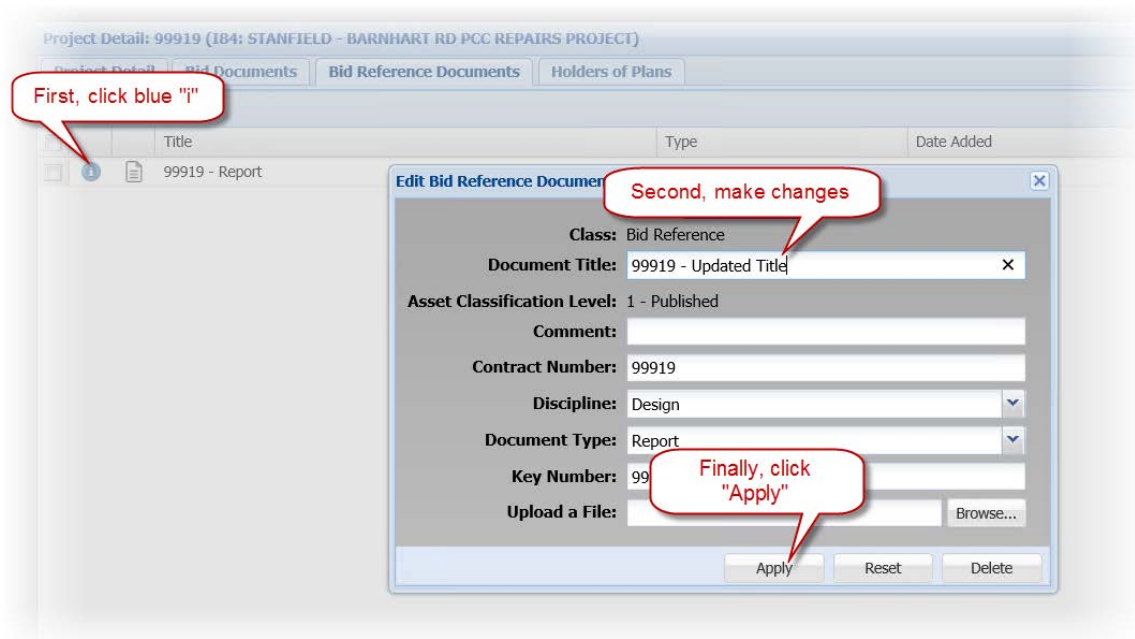 Project Detail: 99919 (I84: STANFIELD - BARNHART RD PCC REPAIRS PROJECT)
Project Detail Bid Documents Bid Reference Documents Holders of Plans
First, click blue "i"
Title Type Date Added
99919 - Report
Edit Bid Reference Documen
Second, make changes
Class: Bid Reference
Document Title: 99919 - Updated Title
Asset Classification Level: 1 - Published
Comment:
Contract Number: 99919
Discipline: Design
Document Type: Report
Finally, click
"Apply"
Key Number: 99
Upload a File: Browse...
Apply Reset Delete